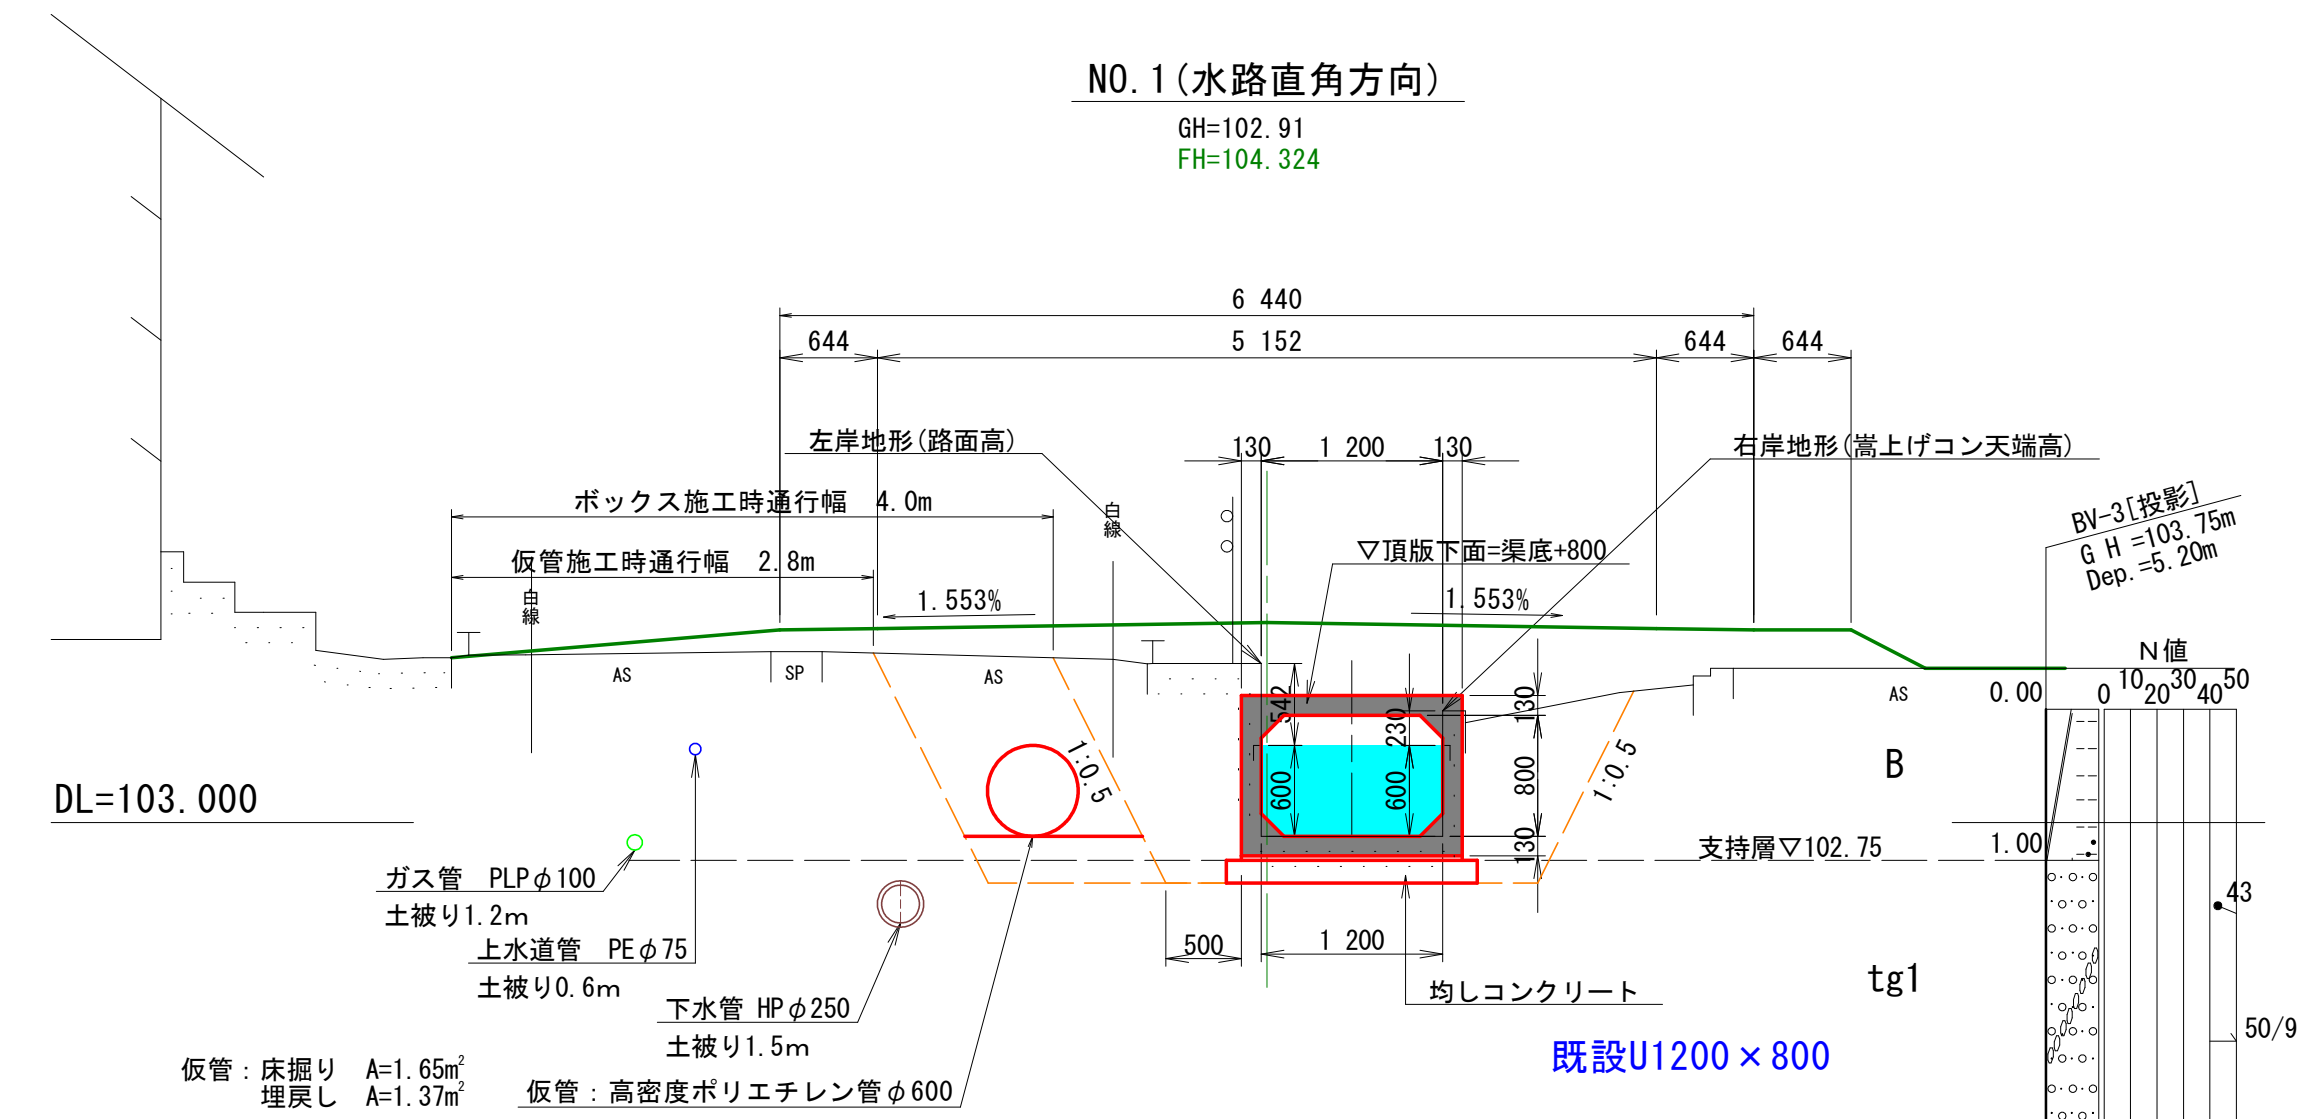 NO.1(水路直角方向)
GH=102.91
FH=104.324
6 440
644
5 152
644
644
左岸地形(路面高)
130
1 200
130
右岸地形(嵩上げコン天端高)
ボックス施工時通行幅 4.0m
白線
▽頂版下面=渠底+800
BV-3[投影]
GH=103.75m
Dep.=5.20m
仮管施工時通行幅 2.8m
白線
1.553%
1.553%
N値
AS
SP
AS
AS
0.00
0
10
20
30
40
50
542
230
130
1:0.5
1:0.5
B
DL=103.000
600
600
800
130
支持層▽102.75
1.00
ガス管 PLPφ100
土被り1.2m
43
上水道管 PEφ75
土被り0.6m
500
1 200
tg1
下水管 HPφ250
土被り1.5m
均しコンクリート
既設U1200×800
50/9
仮管：床掘り A=1.65m²
埋戻し A=1.37m²
仮管：高密度ポリエチレン管φ600